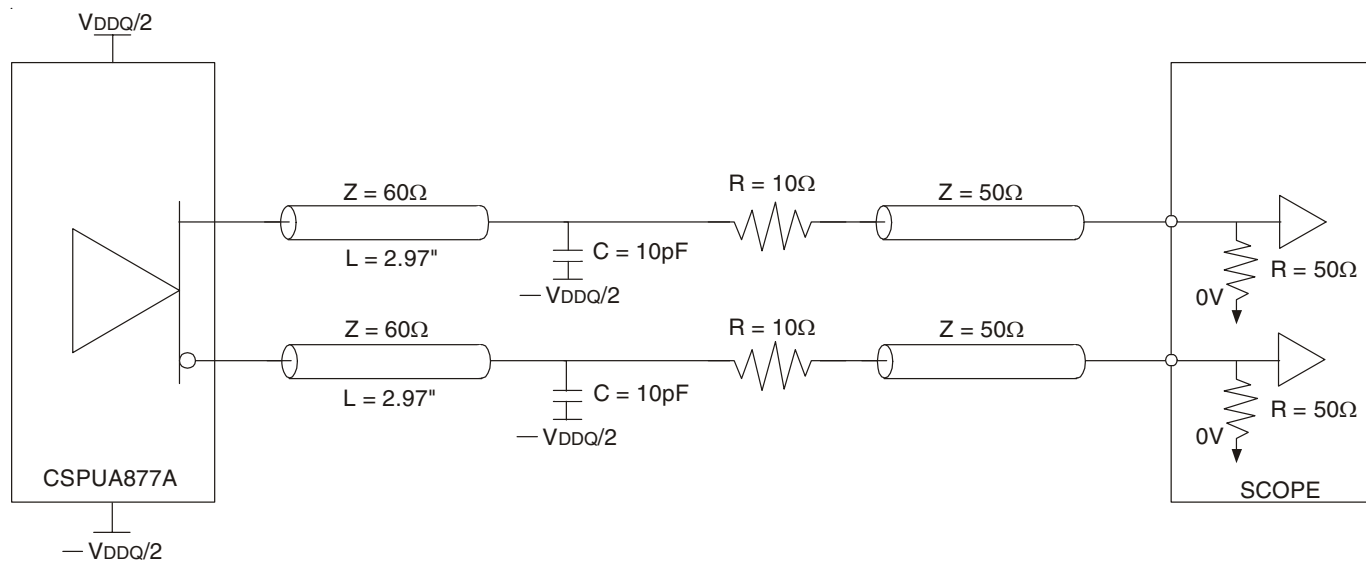 VDDQ/2
Z = 60Ω
R = 10Ω
Z = 50Ω
L = 2.97"
C = 10pF
R = 50Ω
— VDDQ/2
0V
Z = 60Ω
R = 10Ω
Z = 50Ω
L = 2.97"
C = 10pF
R = 50Ω
— VDDQ/2
0V
CSPUA877A
SCOPE
— VDDQ/2